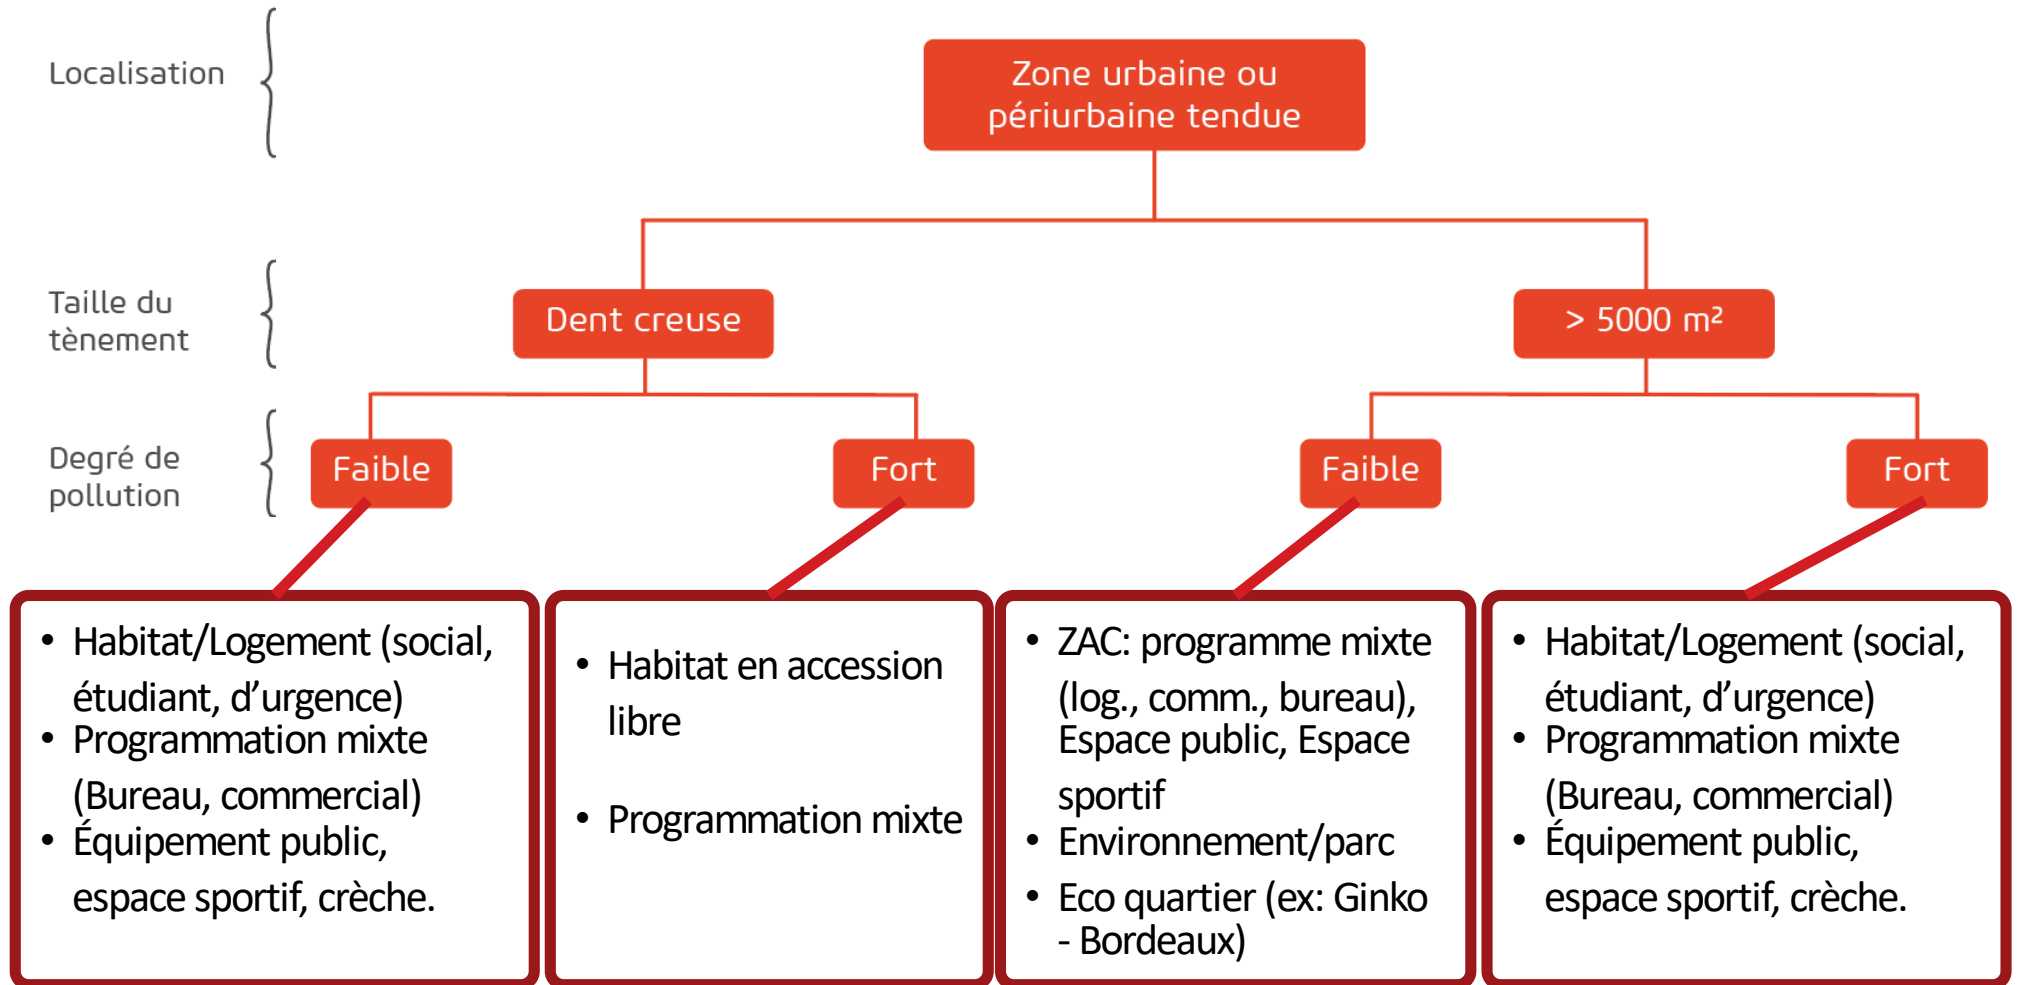 Localisation
Zone urbaine ou
périurbaine tendue
Taille du
tènement
Dent creuse
> 5000 m²
Degré de
pollution
Faible
Fort
Faible
Fort
• Habitat/Logement (social,
étudiant, d’urgence)
• Programmation mixte
(Bureau, commercial)
• Équipement public,
espace sportif, crèche.
• Habitat en accession
libre
• Programmation mixte
• ZAC: programme mixte
(log., comm., bureau),
Espace public, Espace
sportif
• Environnement/parc
• Eco quartier (ex: Ginko
- Bordeaux)
• Habitat/Logement (social,
étudiant, d’urgence)
• Programmation mixte
(Bureau, commercial)
• Équipement public,
espace sportif, crèche.